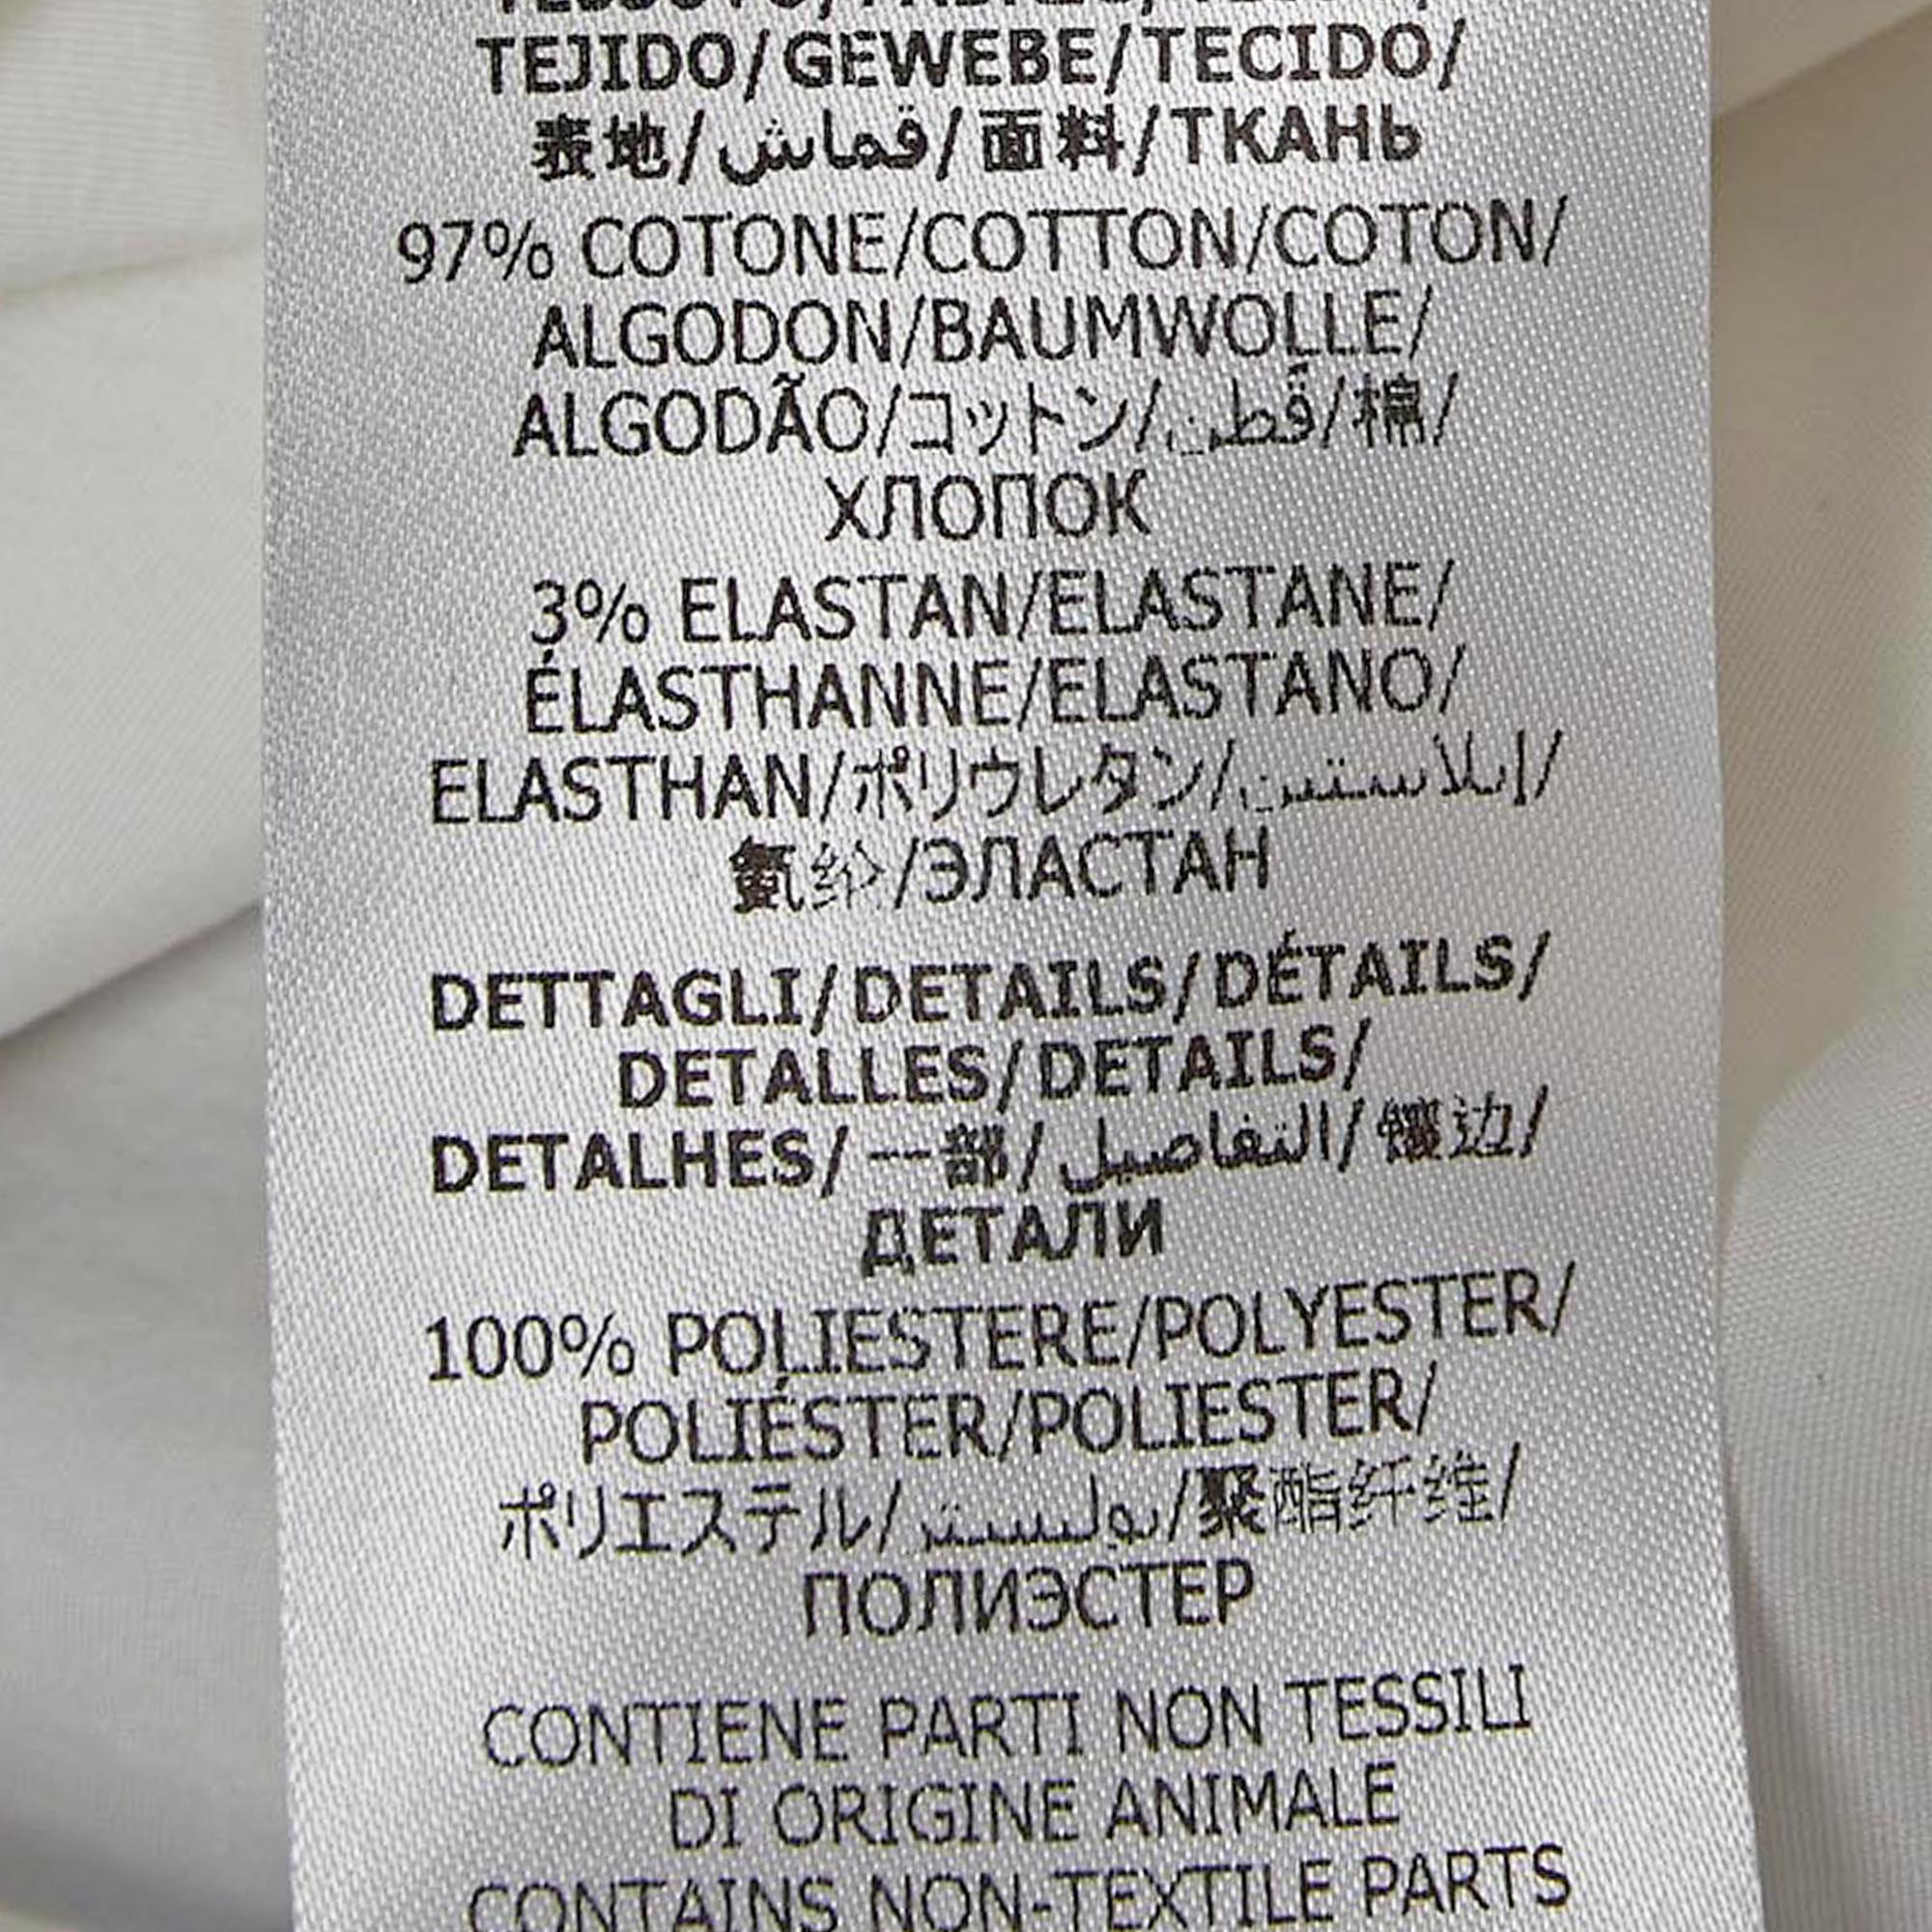 TEJIDO/GEWEBE/TECIDO/
表地/قماش/面料/ТКАНЬ
97% COTONE/COTTON/COTON/
ALGODON/BAUMWOLLE/
ALGODÃO/コットン/قطن/棉/
ХЛОПОК
3% ELASTAN/ELASTANE/
ÉLASTHANNE/ELASTANO/
ELASTHAN/ポリウレタン/إيلاستين/
氨纶/ЭЛАСТАН
DETTAGLI/DETAILS/DÉTAILS/
DETALLES/DETAILS/
DETALHES/一部/التفاصيل/镶边/
ДЕТАЛИ
100% POLIESTERE/POLYESTER/
POLIÉSTER/POLIESTER/
ポリエステル/بوليستر/聚酯纤维/
ПОЛИЭСТЕР
CONTIENE PARTI NON TESSILI
DI ORIGINE ANIMALE
CONTAINS NON-TEXTILE PARTS